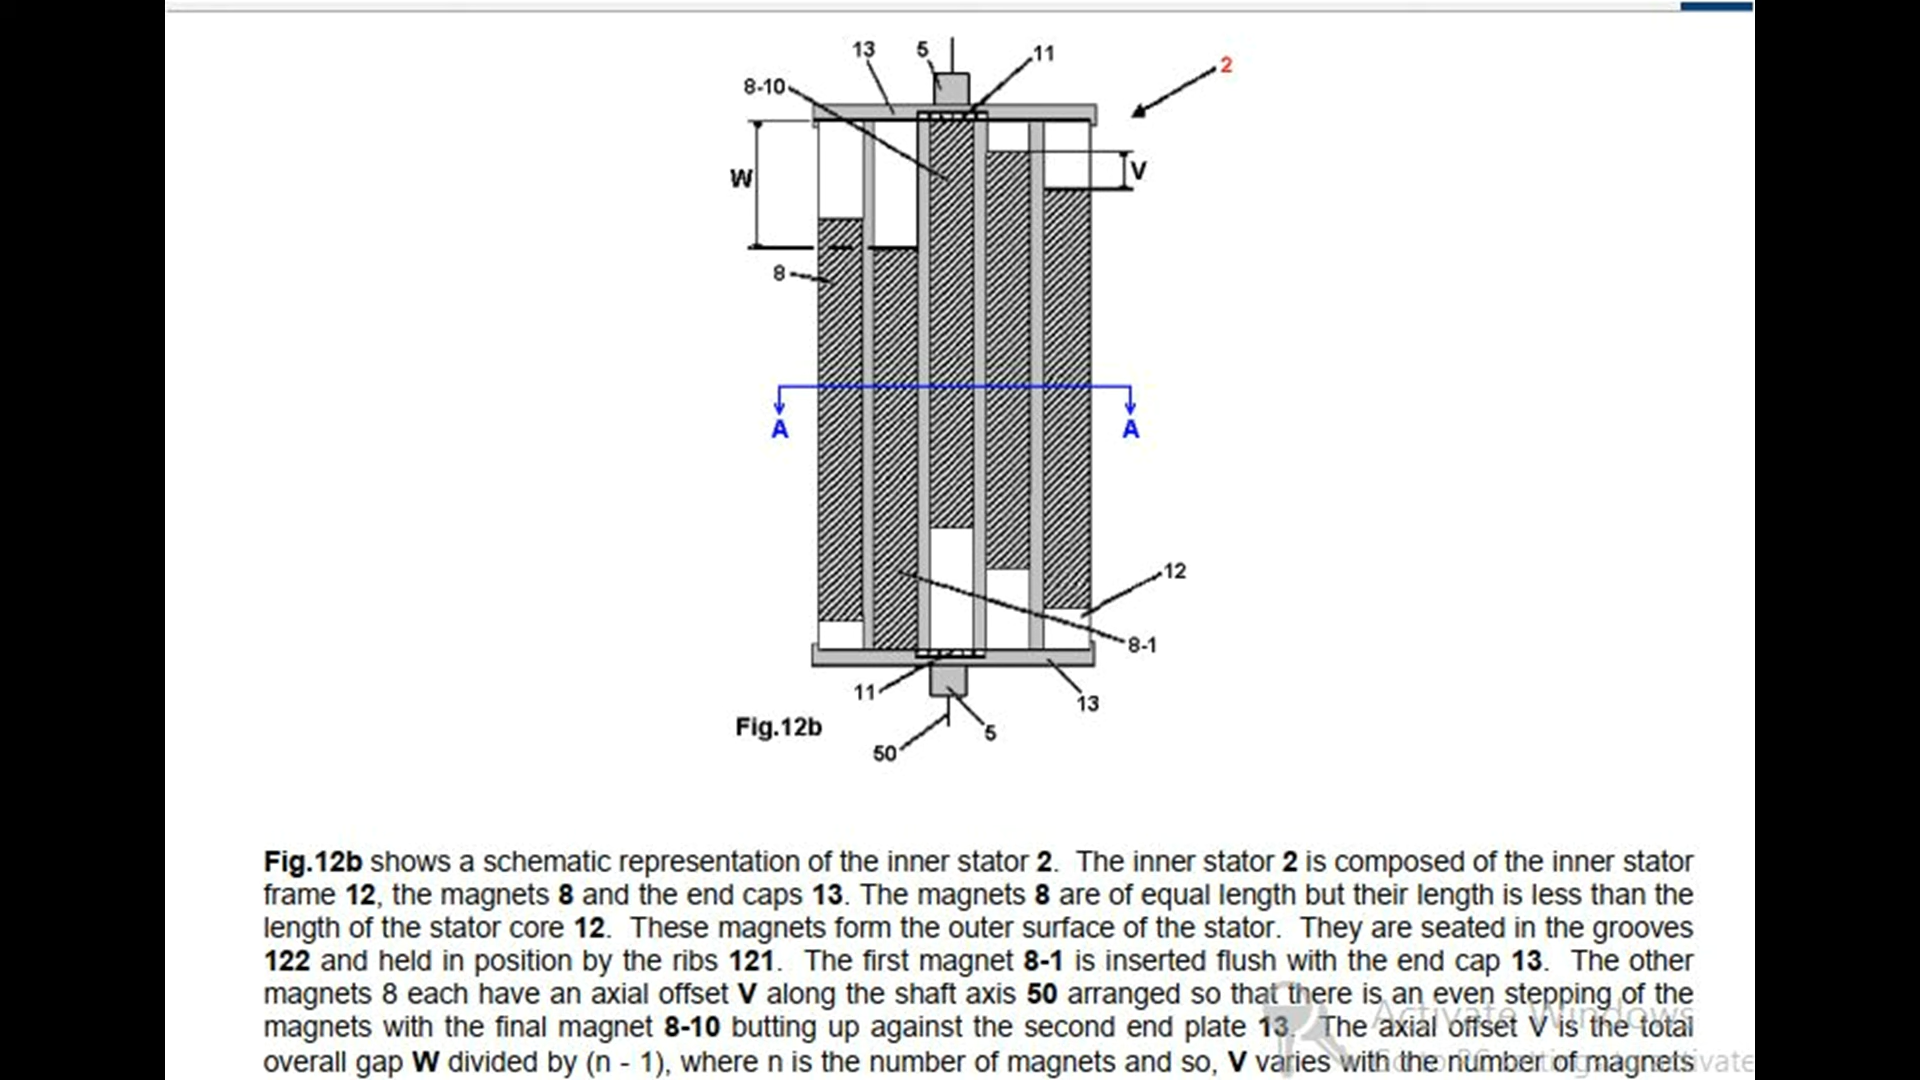 13 5 11
2
8-10
W
V
8
A A
12
8-1
11
13
Fig.12b
5
50
Fig.12b shows a schematic representation of the inner stator 2. The inner stator 2 is composed of the inner stator
frame 12, the magnets 8 and the end caps 13. The magnets 8 are of equal length but their length is less than the
length of the stator core 12. These magnets form the outer surface of the stator. They are seated in the grooves
122 and held in position by the ribs 121. The first magnet 8-1 is inserted flush with the end cap 13. The other
magnets 8 each have an axial offset V along the shaft axis 50 arranged so that there is an even stepping of the
magnets with the final magnet 8-10 butting up against the second end plate 13. The axial offset V is the total
overall gap W divided by (n - 1), where n is the number of magnets and so, V varies with the number of magnets
Activate Windows
Go to PC settings to activate